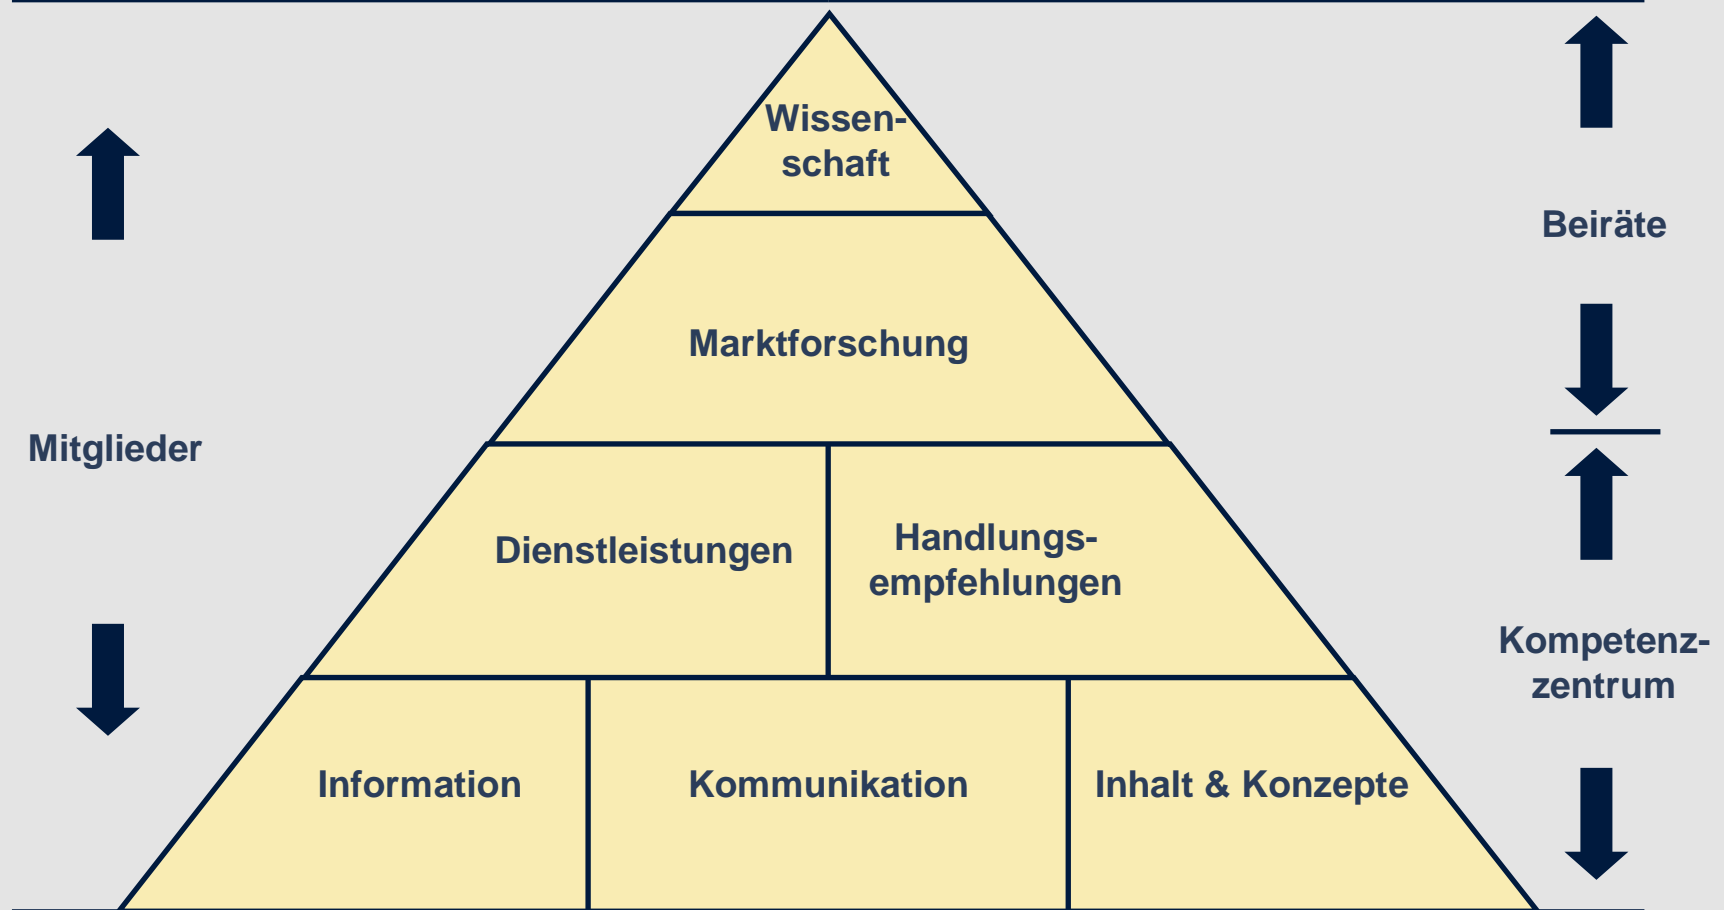 Wissen-
schaft
Beiräte
Marktforschung
Mitglieder
Dienstleistungen
Handlungs-
empfehlungen
Kompetenz-
zentrum
Information
Kommunikation
Inhalt & Konzepte